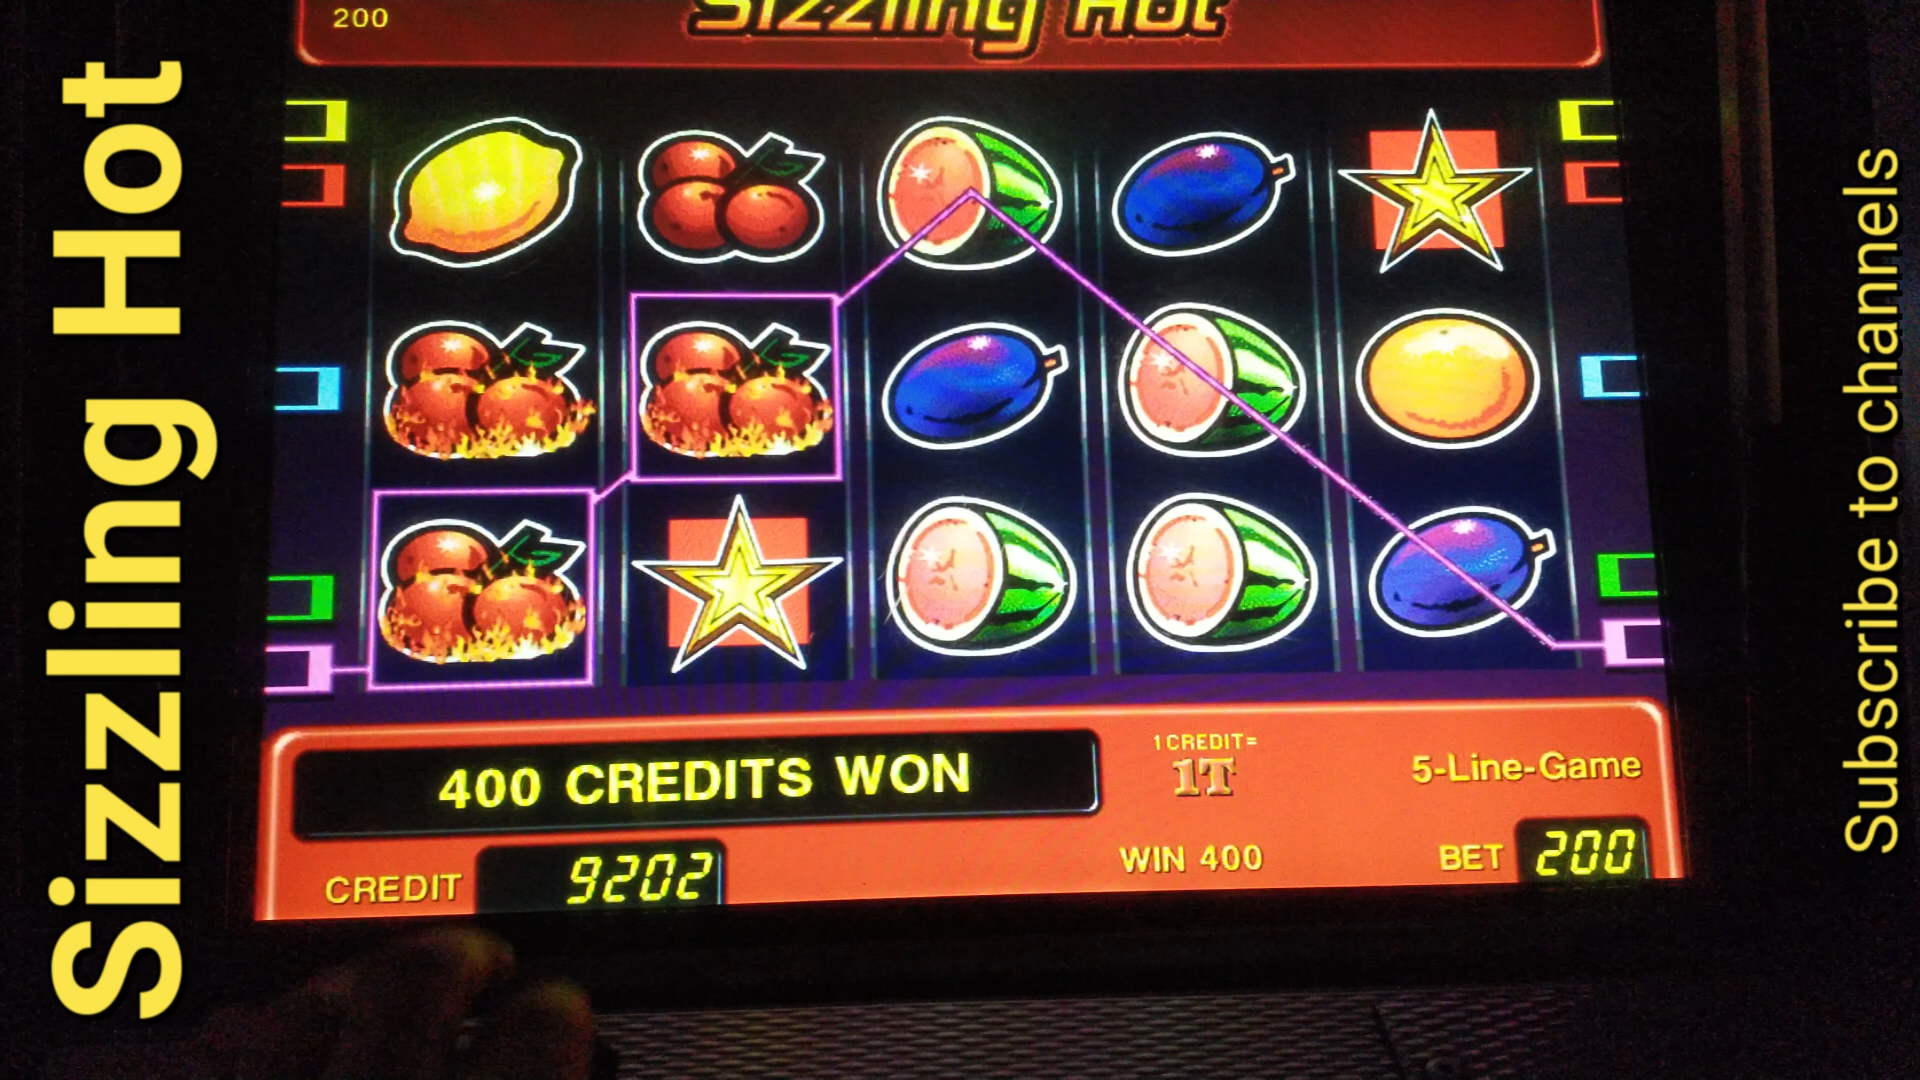 Sizzling Hot
200
Sizzling Hot
400 CREDITS WON
1 CREDIT=
1T
5-Line-Game
CREDIT 9202
WIN 400
BET 200
Subscribe to channels